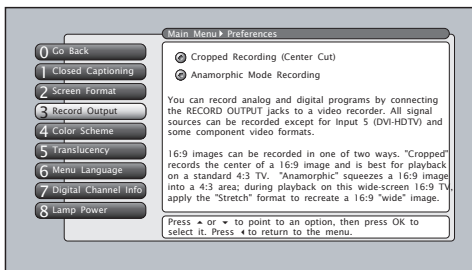 Main Menu▸ Preferences
0 Go Back
1 Closed Captioning
2 Screen Format
3 Record Output
4 Color Scheme
5 Translucency
6 Menu Language
7 Digital Channel Info
8 Lamp Power
Cropped Recording (Center Cut)
Anamorphic Mode Recording
You can record analog and digital programs by connecting
the RECORD OUTPUT jacks to a video recorder. All signal
sources can be recorded except for Input 5 (DVI-HDTV) and
some component video formats.
16:9 images can be recorded in one of two ways. "Cropped"
records the center of a 16:9 image and is best for playback
on a standard 4:3 TV. "Anamorphic" squeezes a 16:9 image
into a 4:3 area; during playback on this wide-screen 16:9 TV,
apply the "Stretch" format to recreate a 16:9 "wide" image.
Press ▴ or ▾ to point to an option, then press OK to
select it. Press ◂ to return to the menu.